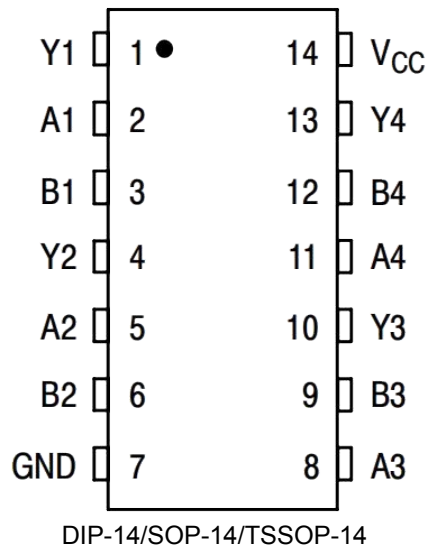 Y1 1 14 VCC
A1 2 13 Y4
B1 3 12 B4
Y2 4 11 A4
A2 5 10 Y3
B2 6 9 B3
GND 7 8 A3
DIP-14/SOP-14/TSSOP-14